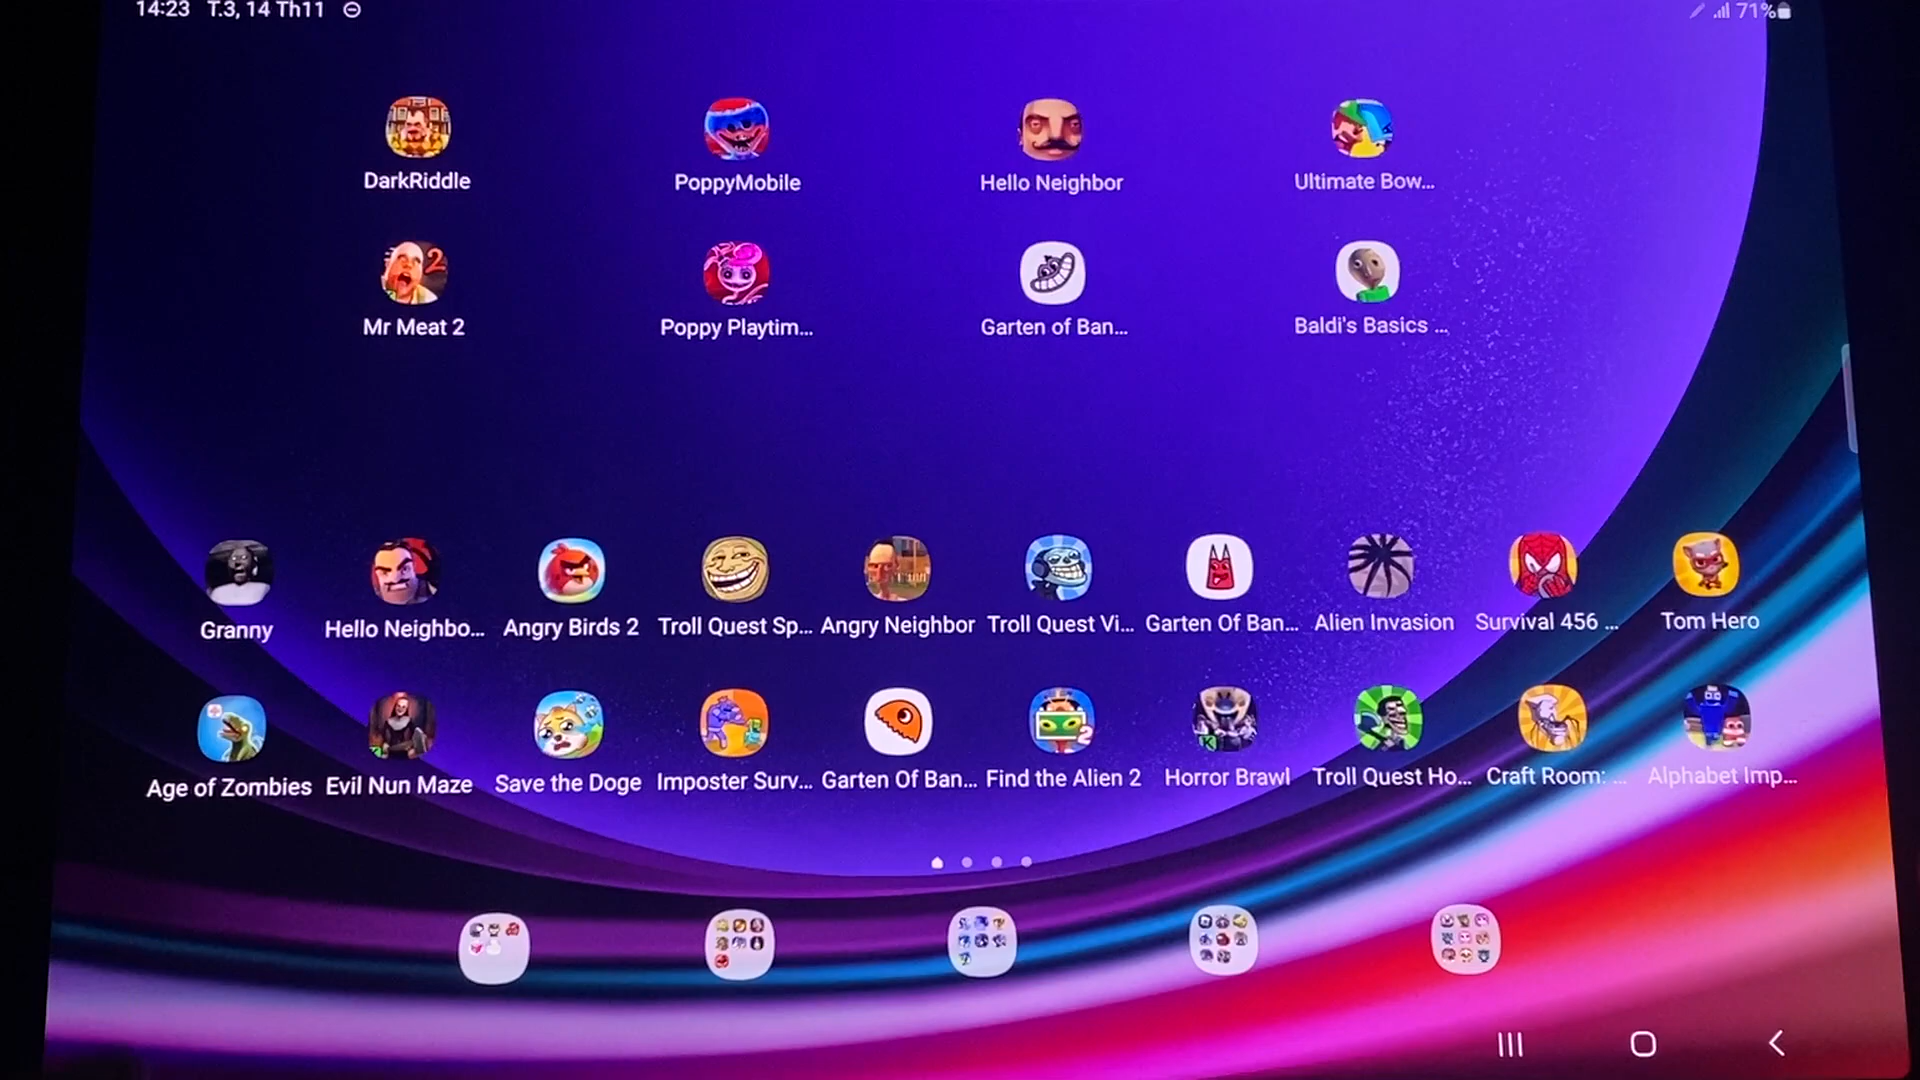 14:23 T.3, 14 Th11 71%
DarkRiddle PoppyMobile Hello Neighbor Ultimate Bow...
2
Mr Meat 2 Poppy Playtim... Garten of Ban... Baldi's Basics ...
Granny Hello Neighbo... Angry Birds 2 Troll Quest Sp... Angry Neighbor Troll Quest Vi... Garten Of Ban... Alien Invasion Survival 456 ... Tom Hero
2 K
Age of Zombies Evil Nun Maze Save the Doge Imposter Surv... Garten Of Ban... Find the Alien 2 Horror Brawl Troll Quest Ho... Craft Room: ... Alphabet Imp...